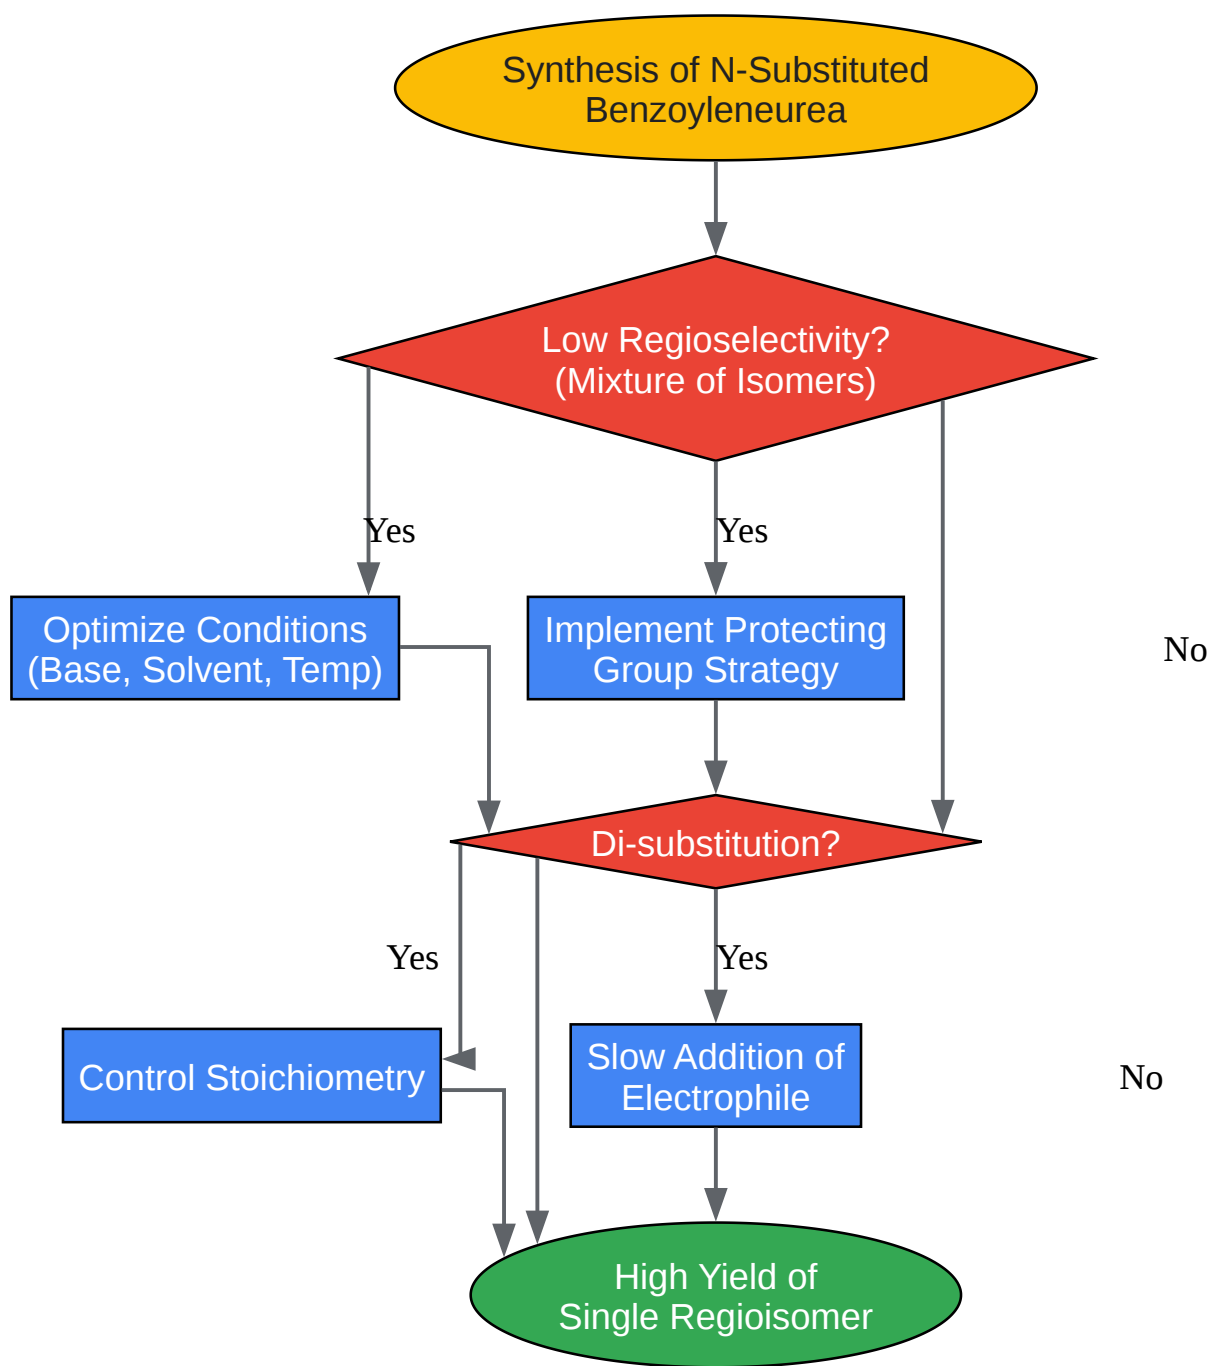 Synthesis of N-Substituted
Benzoyleneurea
Low Regioselectivity?
(Mixture of Isomers)
Yes
Yes
Optimize Conditions
(Base, Solvent, Temp)
Implement Protecting
Group Strategy
No
Di-substitution?
Yes
Yes
Control Stoichiometry
Slow Addition of
Electrophile
No
High Yield of
Single Regioisomer